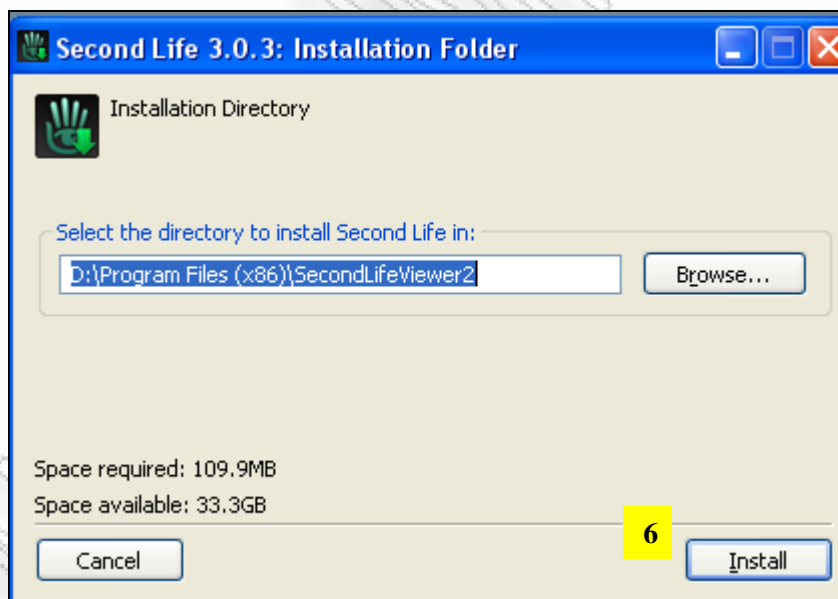 Second Life 3.0.3: Installation Folder
Installation Directory
Select the directory to install Second Life in:
D:\Program Files (x86)\SecondLifeViewer2
Browse...
Space required: 109.9MB
Space available: 33.3GB
6
Cancel
Install